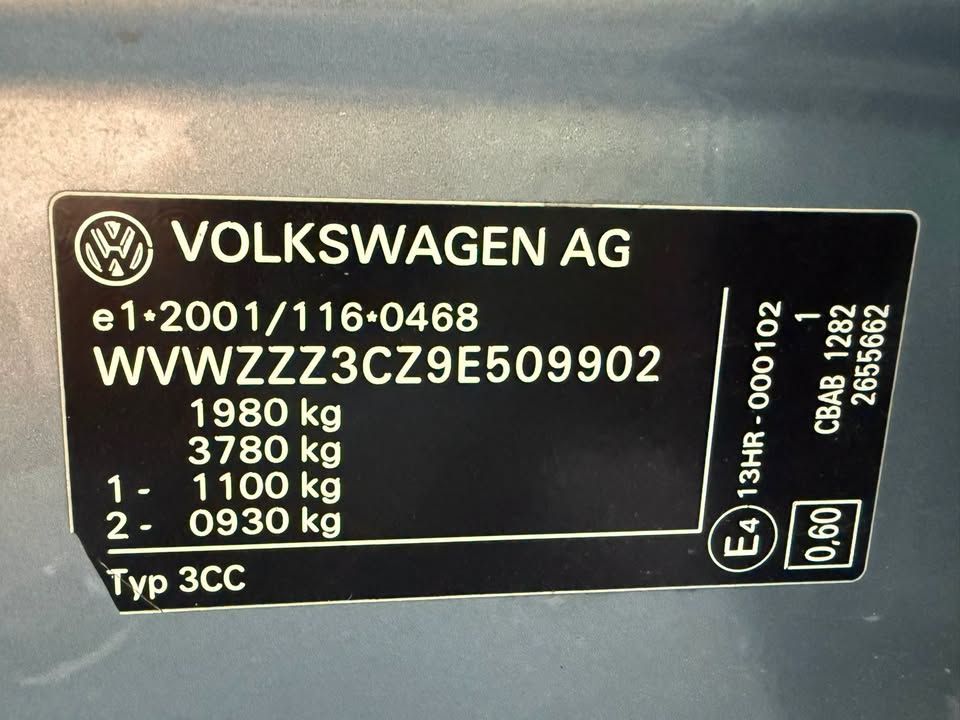 VOLKSWAGEN AG
e1*2001/116*0468
WVWZZZ3CZ9E509902
1980 kg
3780 kg
1 - 1100 kg
2 - 0930 kg
Typ 3CC
E4 13HR - 000102
1
CBAB 1282
2655662
0,60